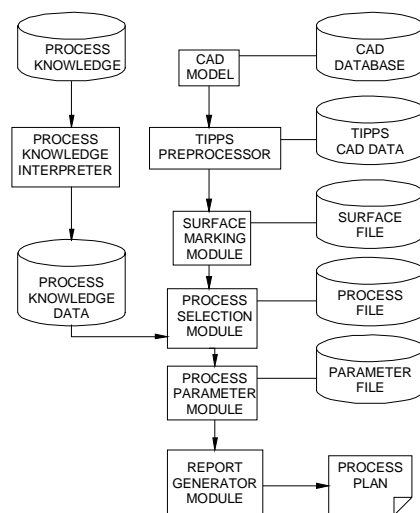 PROCESS
KNOWLEDGE
CAD
MODEL
CAD
DATABASE
PROCESS
KNOWLEDGE
INTERPRETER
TIPPS
PREPROCESSOR
TIPPS
CAD DATA
SURFACE
MARKING
MODULE
SURFACE
FILE
PROCESS
KNOWLEDGE
DATA
PROCESS
SELECTION
MODULE
PROCESS
FILE
PROCESS
PARAMETER
MODULE
PARAMETER
FILE
REPORT
GENERATOR
MODULE
PROCESS
PLAN